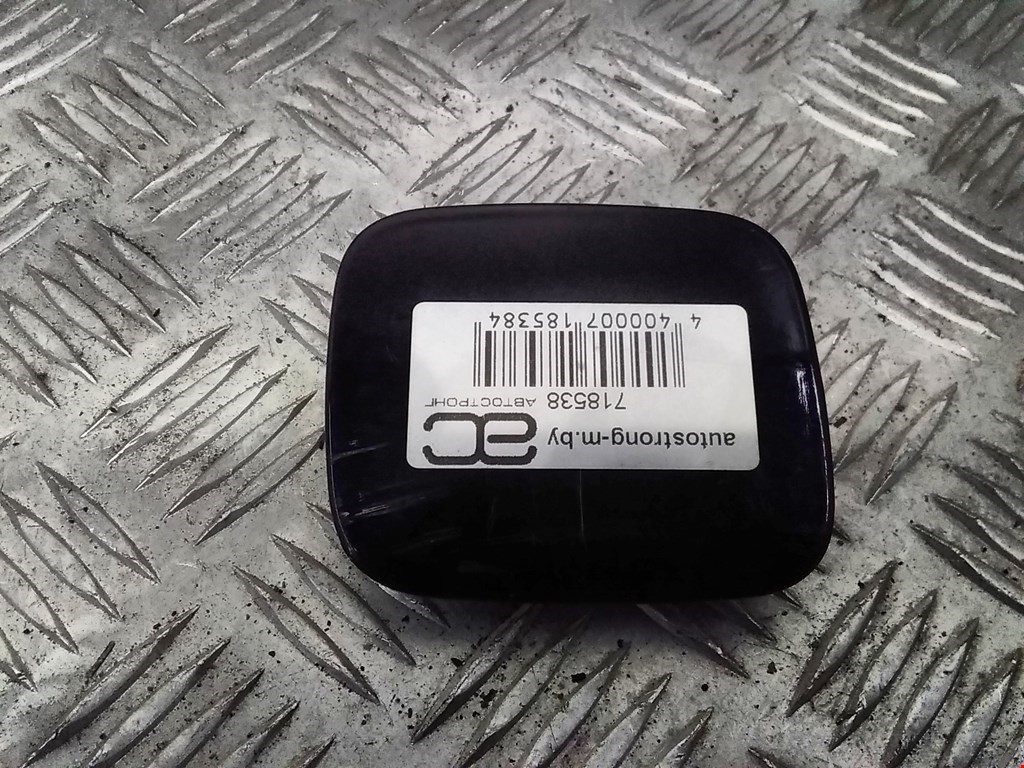 autostrong-m.by
718538 АВТОСТРОНГ
4 400007 185384